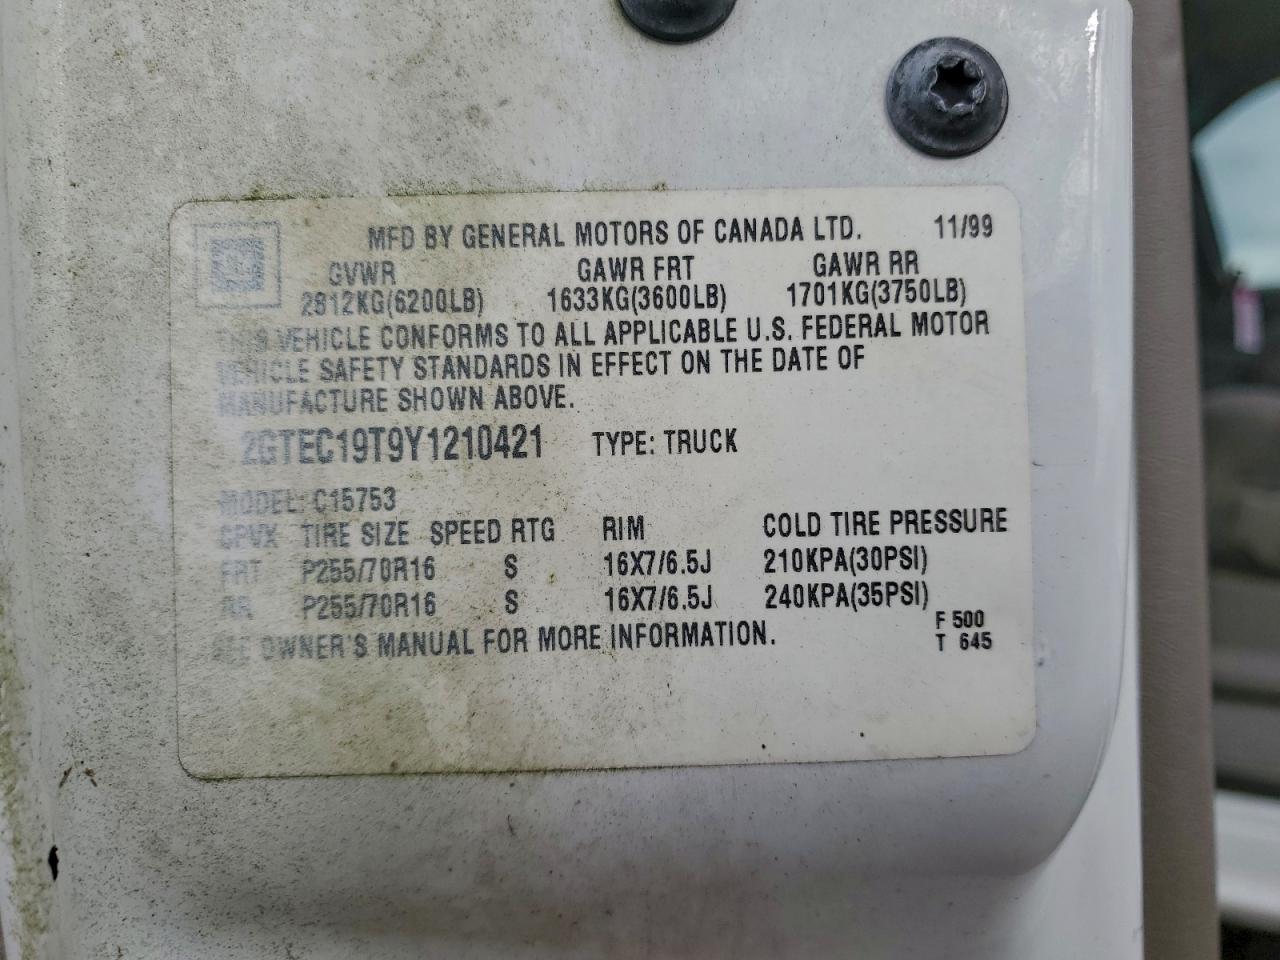 MFD BY GENERAL MOTORS OF CANADA LTD. 11/99
GVWR GAWR FRT GAWR RR
2812KG(6200LB) 1633KG(3600LB) 1701KG(3750LB)
THIS VEHICLE CONFORMS TO ALL APPLICABLE U.S. FEDERAL MOTOR
VEHICLE SAFETY STANDARDS IN EFFECT ON THE DATE OF
MANUFACTURE SHOWN ABOVE.
2GTEC19T9Y1210421 TYPE: TRUCK
MODEL: C15753
GPVX TIRE SIZE SPEED RTG RIM COLD TIRE PRESSURE
FRT P255/70R16 S 16X7/6.5J 210KPA(30PSI)
RR P255/70R16 S 16X7/6.5J 240KPA(35PSI)
SEE OWNER'S MANUAL FOR MORE INFORMATION.
F 500
T 645